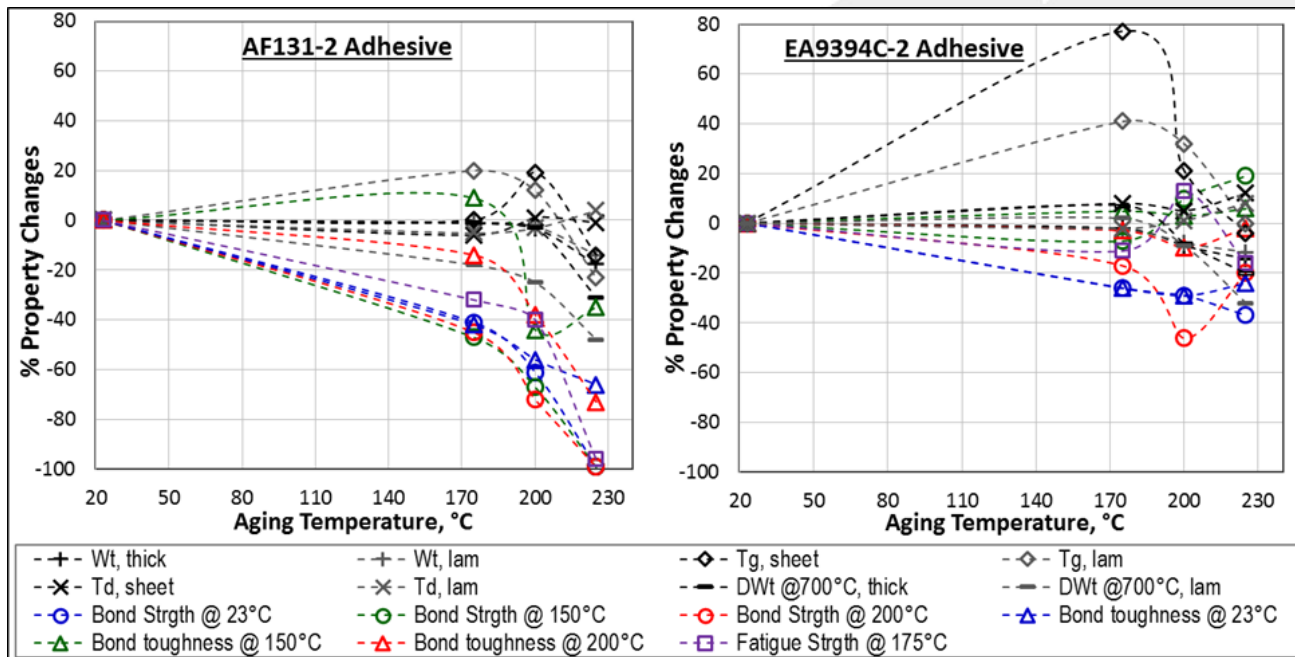 AF131-2 Adhesive
% Property Changes
80
60
40
20
0
-20
-40
-60
-80
-100
20 50 80 110 140 170 200 230
Aging Temperature, °C
EA9394C-2 Adhesive
% Property Changes
80
60
40
20
0
-20
-40
-60
-80
-100
20 50 80 110 140 170 200 230
Aging Temperature, °C
Wt, thick Wt, lam Tg, sheet Tg, lam
Td, sheet Td, lam DWt @700°C, thick DWt @700°C, lam
Bond Strgth @ 23°C Bond Strgth @ 150°C Bond Strgth @ 200°C Bond toughness @ 23°C
Bond toughness @ 150°C Bond toughness @ 200°C Fatigue Strgth @ 175°C